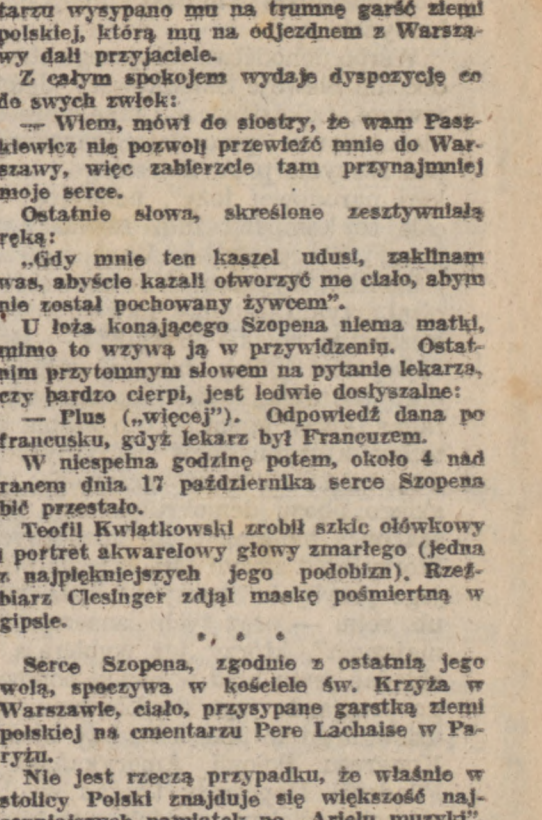 tarzu wysypano mu na trumnę garść ziemi
polskiej, którą mu na odjezdnem z Warsza-
wy dali przyjaciele.
Z całym spokojem wydaje dyspozycję co
do swych zwłok:
— Wiem, mówi do siostry, że wam Pasz-
kiewicz nie pozwoli przewieźć mnie do War-
szawy, więc zabierzcie tam przynajmniej
moje serce.
Ostatnie słowa, skreślone zesztywniałą
ręką:
„Gdy mnie ten kaszel udusi, zaklinam
was, abyście kazali otworzyć me ciało, abym
nie został pochowany żywcem”.
U łoża konającego Szopena niema matki,
mimo to wzywa ją w przywidzeniu. Ostat-
nim przytomnym słowem na pytanie lekarza,
czy bardzo cierpi, jest ledwie dosłyszalne:
— Plus („więcej”). Odpowiedź dana po
francusku, gdyż lekarz był Francuzem.
W niespełna godzinę potem, około 4 nad
ranem dnia 17 października serce Szopena
bić przestało.
Teofil Kwiatkowski zrobił szkic ołówkowy
i portret akwarelowy głowy zmarłego (jedna
z najpiękniejszych jego podobizn). Rzeź-
biarz Clesinger zdjął maskę pośmiertną w
gipsie.
* * *
Serce Szopena, zgodnie z ostatnią jego
wolą, spoczywa w kościele św. Krzyża w
Warszawie, ciało, przysypane garstką ziemi
polskiej na cmentarzu Pere Lachaise w Pa-
ryżu.
Nie jest rzeczą przypadku, że właśnie w
stolicy Polski znajduje się większość naj-
pamiątek po „Arielu muzyki”